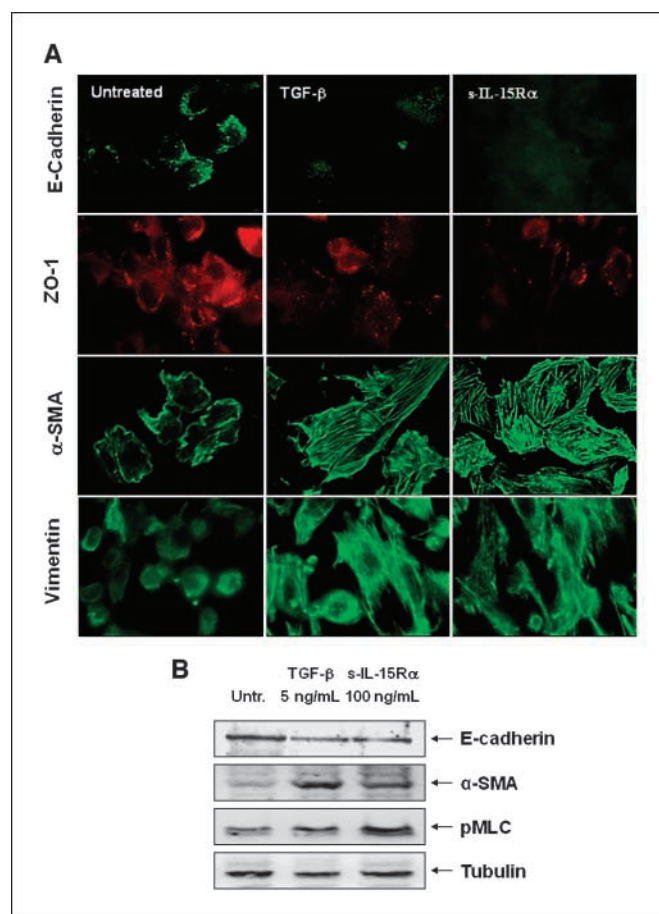 A
Untreated
TGF-β
s-IL-15Rα
E-Cadherin
ZO-1
α-SMA
Vimentin
B
TGF-β s-IL-15Rα
Untr. 5 ng/mL 100 ng/mL
E-cadherin
α-SMA
pMLC
Tubulin